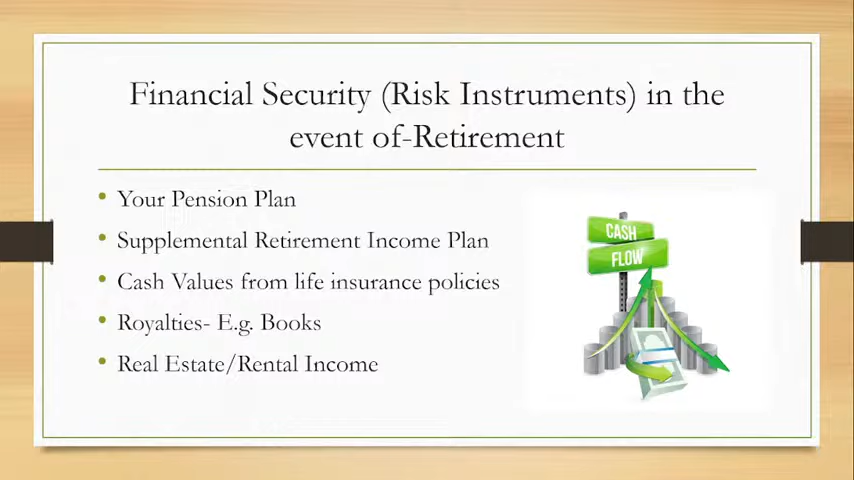 Financial Security (Risk Instruments) in the
event of-Retirement
• Your Pension Plan
• Supplemental Retirement Income Plan
• Cash Values from life insurance policies
• Royalties- E.g. Books
• Real Estate/Rental Income
CASH
FLOW